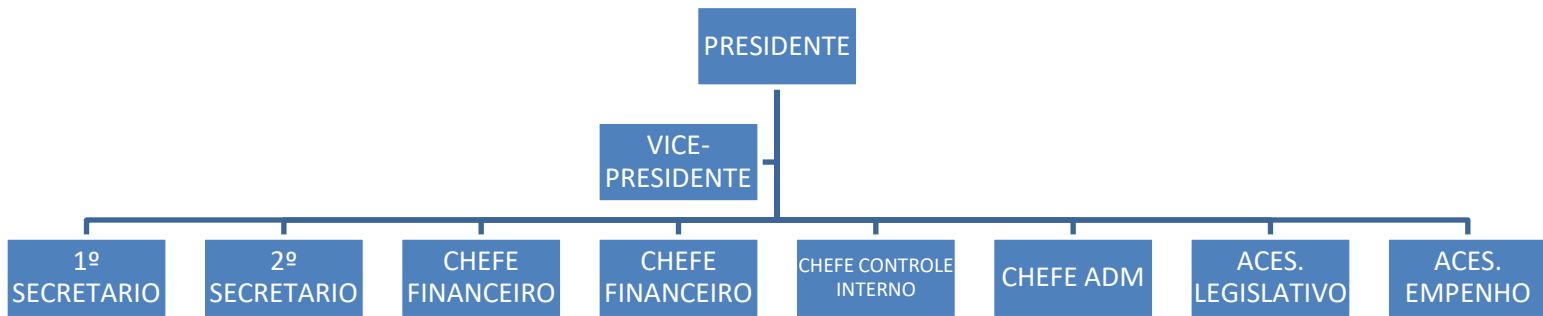 PRESIDENTE
VICE-
PRESIDENTE
1º
SECRETARIO
2º
SECRETARIO
CHEFE
FINANCEIRO
CHEFE
FINANCEIRO
CHEFE CONTROLE
INTERNO
CHEFE ADM
ACES.
LEGISLATIVO
ACES.
EMPENHO